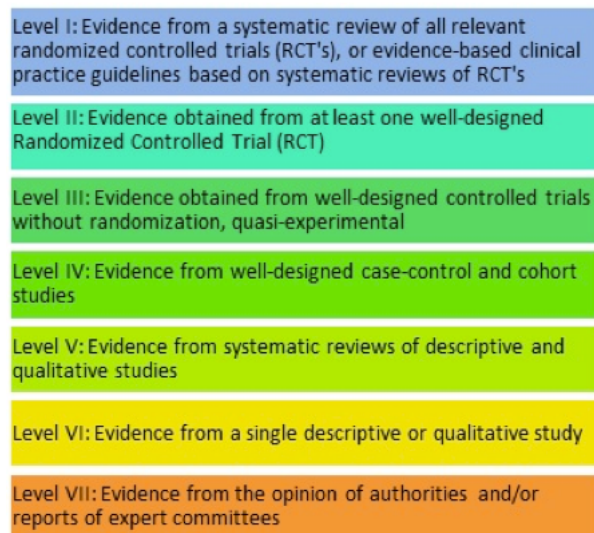 Level I: Evidence from a systematic review of all relevant
randomized controlled trials (RCT's), or evidence-based clinical
practice guidelines based on systematic reviews of RCT's
Level II: Evidence obtained from at least one well-designed
Randomized Controlled Trial (RCT)
Level III: Evidence obtained from well-designed controlled trials
without randomization, quasi-experimental
Level IV: Evidence from well-designed case-control and cohort
studies
Level V: Evidence from systematic reviews of descriptive and
qualitative studies
Level VI: Evidence from a single descriptive or qualitative study
Level VII: Evidence from the opinion of authorities and/or
reports of expert committees